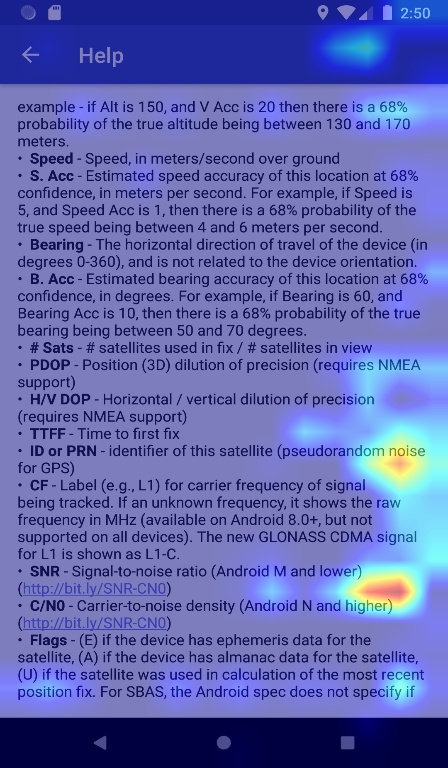 2:50
Help
example - if Alt is 150, and V Acc is 20 then there is a 68%
probability of the true altitude being between 130 and 170
meters.
• Speed - Speed, in meters/second over ground
• S. Acc - Estimated speed accuracy of this location at 68%
confidence, in meters per second. For example, if Speed is
5, and Speed Acc is 1, then there is a 68% probability of the
true speed being between 4 and 6 meters per second.
• Bearing - The horizontal direction of travel of the device (in
degrees 0-360), and is not related to the device orientation.
• B. Acc - Estimated bearing accuracy of this location at 68%
confidence, in degrees. For example, if Bearing is 60, and
Bearing Acc is 10, then there is a 68% probability of the true
bearing being between 50 and 70 degrees.
• # Sats - # satellites used in fix / # satellites in view
• PDOP - Position (3D) dilution of precision (requires NMEA
support)
• H/V DOP - Horizontal / vertical dilution of precision
(requires NMEA support)
• TTFF - Time to first fix
• ID or PRN - identifier of this satellite (pseudorandom noise
for GPS)
• CF - Label (e.g., L1) for carrier frequency of signal
being tracked. If an unknown frequency, it shows the raw
frequency in MHz (available on Android 8.0+, but not
supported on all devices). The new GLONASS CDMA signal
for L1 is shown as L1-C.
• SNR - Signal-to-noise ratio (Android M and lower)
(http://bit.ly/SNR-CN0)
• C/N0 - Carrier-to-noise density (Android N and higher)
(http://bit.ly/SNR-CN0)
• Flags - (E) if the device has ephemeris data for the
satellite, (A) if the device has almanac data for the satellite,
(U) if the satellite was used in calculation of the most recent
position fix. For SBAS, the Android spec does not specify if